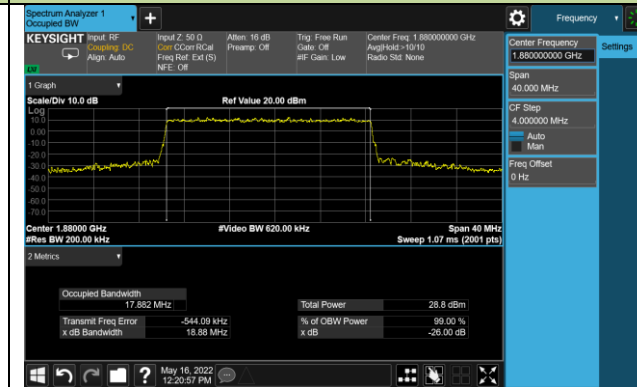 Spectrum Analyzer 1
Occupied BW
Frequency
KEYSIGHT
Input: RF
Coupling: DC
Align: Auto
Input Z: 50 Ω
Corr CCorr RCal
Freq Ref: Ext (S)
NFE: Off
Atten: 16 dB
Preamp: Off
Trig: Free Run
Gate: Off
#IF Gain: Low
Center Freq: 1.880000000 GHz
Avg|Hold:>10/10
Radio Std: None
Center Frequency
1.880000000 GHz
Settings
Span
40.000 MHz
CF Step
4.000000 MHz
Auto
Man
Freq Offset
0 Hz
1 Graph
Scale/Div 10.0 dB
Ref Value 20.00 dBm
Log
10.0
0.00
-10.0
-20.0
-30.0
-40.0
-50.0
-60.0
-70.0
Center 1.88000 GHz
#Video BW 620.00 kHz
Span 40 MHz
#Res BW 200.00 kHz
Sweep 1.07 ms (2001 pts)
2 Metrics
Occupied Bandwidth
17.882 MHz
Total Power 28.8 dBm
Transmit Freq Error -544.09 kHz
% of OBW Power 99.00 %
x dB Bandwidth 18.88 MHz
x dB -26.00 dB
?
May 16, 2022
12:20:57 PM